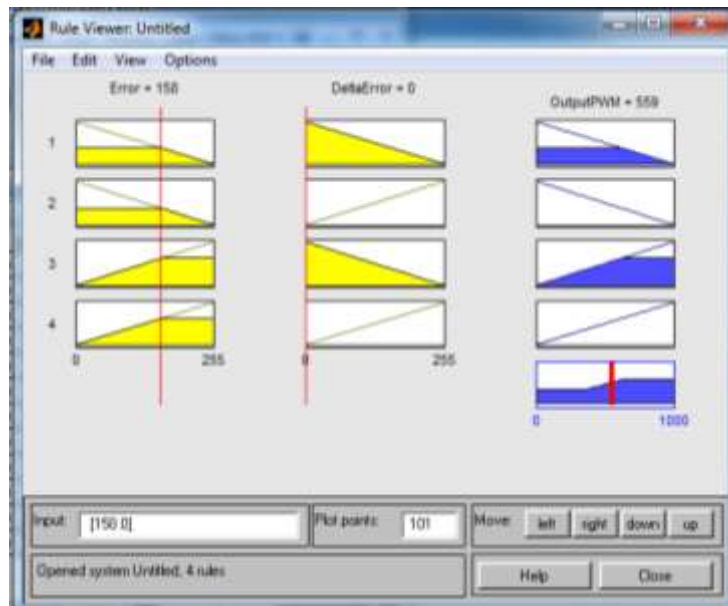 Rule Viewer: Untitled
File Edit View Options
Error = 158
DeltaError = 0
OutputPWM = 559
1
2
3
4
0 255
0 255
0 1000
Input: [158 0]
Plot points: 101
Move: left right down up
Opened system Untitled, 4 rules
Help Close